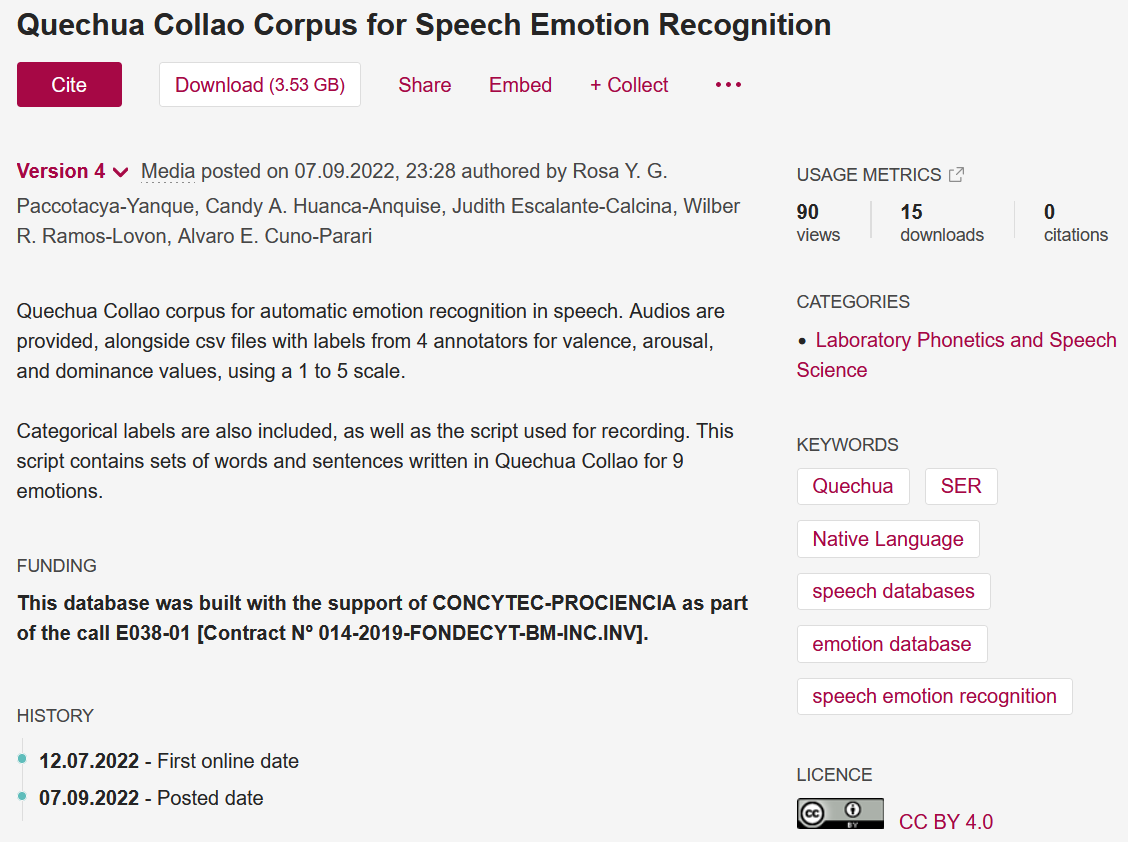 Quechua Collao Corpus for Speech Emotion Recognition
Cite
Download (3.53 GB)
Share
Embed
+ Collect
Version 4 Media posted on 07.09.2022, 23:28 authored by Rosa Y. G.
Paccotacya-Yanque, Candy A. Huanca-Anquise, Judith Escalante-Calcina, Wilber
R. Ramos-Lovon, Alvaro E. Cuno-Parari
Quechua Collao corpus for automatic emotion recognition in speech. Audios are
provided, alongside csv files with labels from 4 annotators for valence, arousal,
and dominance values, using a 1 to 5 scale.
Categorical labels are also included, as well as the script used for recording. This
script contains sets of words and sentences written in Quechua Collao for 9
emotions.
FUNDING
This database was built with the support of CONCYTEC-PROCIENCIA as part
of the call E038-01 [Contract Nº 014-2019-FONDECYT-BM-INC.INV].
HISTORY
12.07.2022 - First online date
07.09.2022 - Posted date
USAGE METRICS
90 15 0
views downloads citations
CATEGORIES
• Laboratory Phonetics and Speech
Science
KEYWORDS
Quechua
SER
Native Language
speech databases
emotion database
speech emotion recognition
LICENCE
cc BY
CC BY 4.0